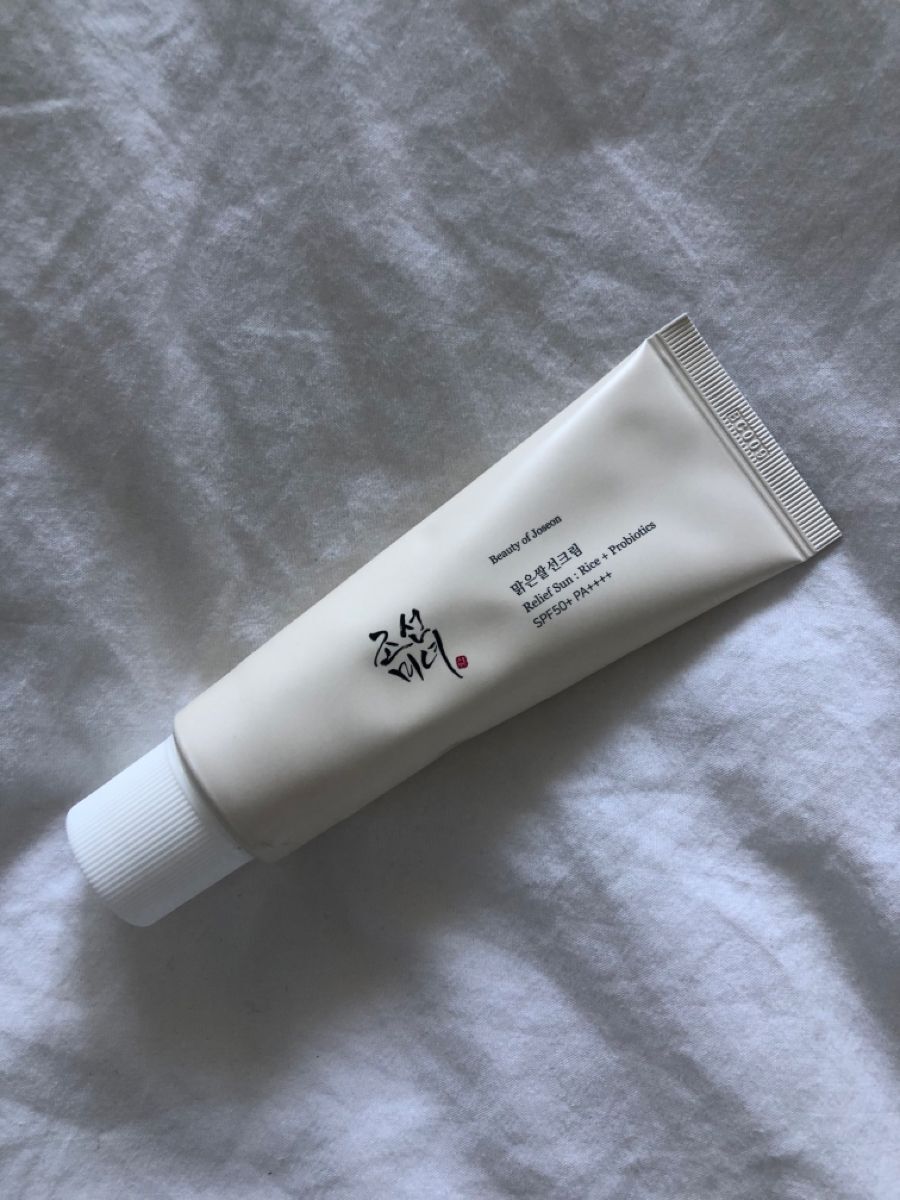 Beauty of Joseon
맑은쌀선크림
Relief Sun : Rice + Probiotics
SPF50+ PA++++
조선
미녀
BC002